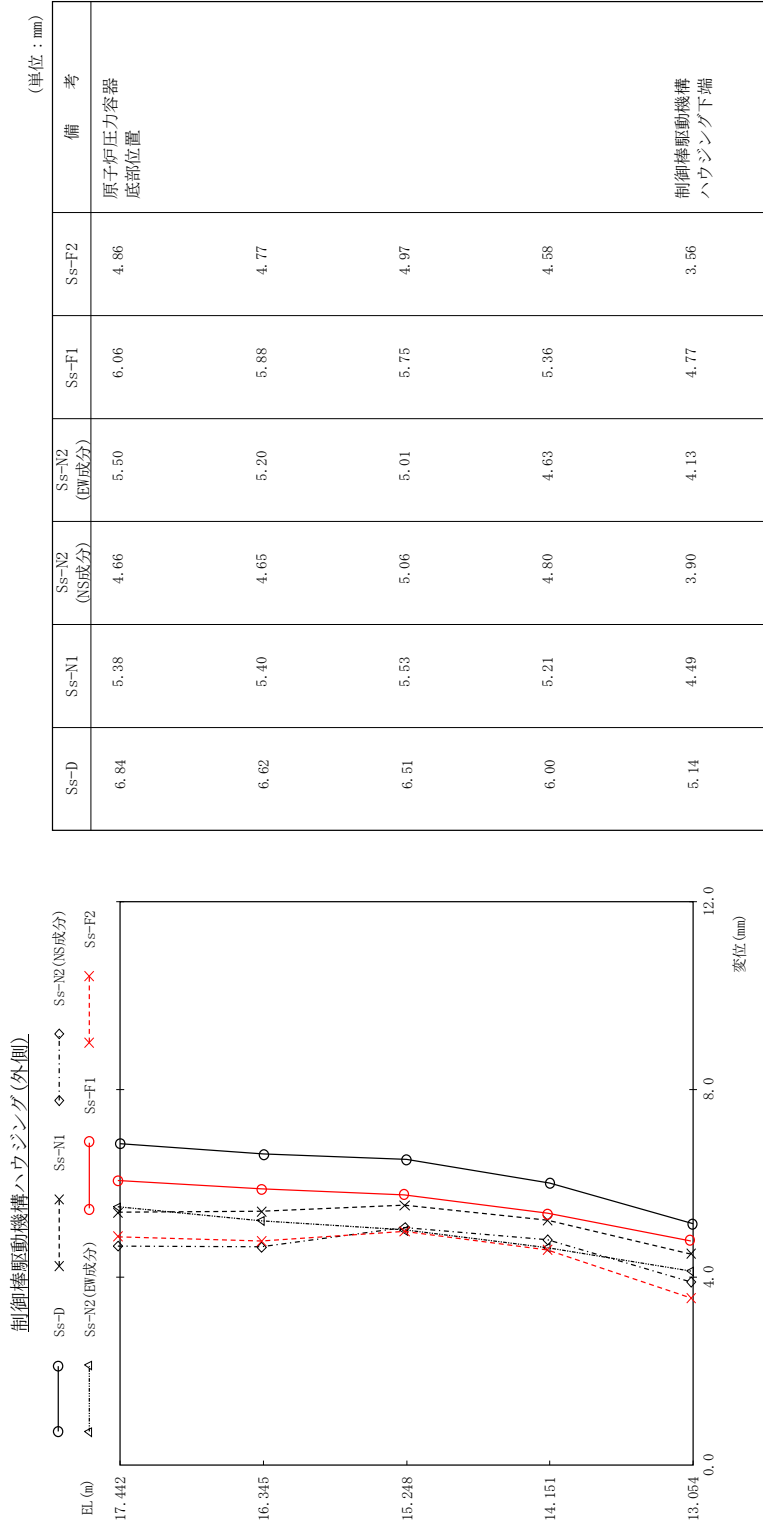 制御棒駆動機構ハウジング(外側)
Ss-D
Ss-N1
Ss-N2(NS成分)
Ss-N2(EW成分)
Ss-F1
Ss-F2
EL(m)
17.442
16.345
15.248
14.151
13.054
0.0
4.0
8.0
12.0
変位(mm)
(単位：mm)
Ss-D Ss-N1 Ss-N2 Ss-N2 Ss-F1 Ss-F2 備 考
(NS成分) (EW成分)
6.84 5.38 4.66 5.50 6.06 4.86 原子炉圧力容器
底部位置
6.62 5.40 4.65 5.20 5.88 4.77
6.51 5.53 5.06 5.01 5.75 4.97
6.00 5.21 4.80 4.63 5.36 4.58
5.14 4.49 3.90 4.13 4.77 3.56 制御棒駆動機構
ハウジング下端